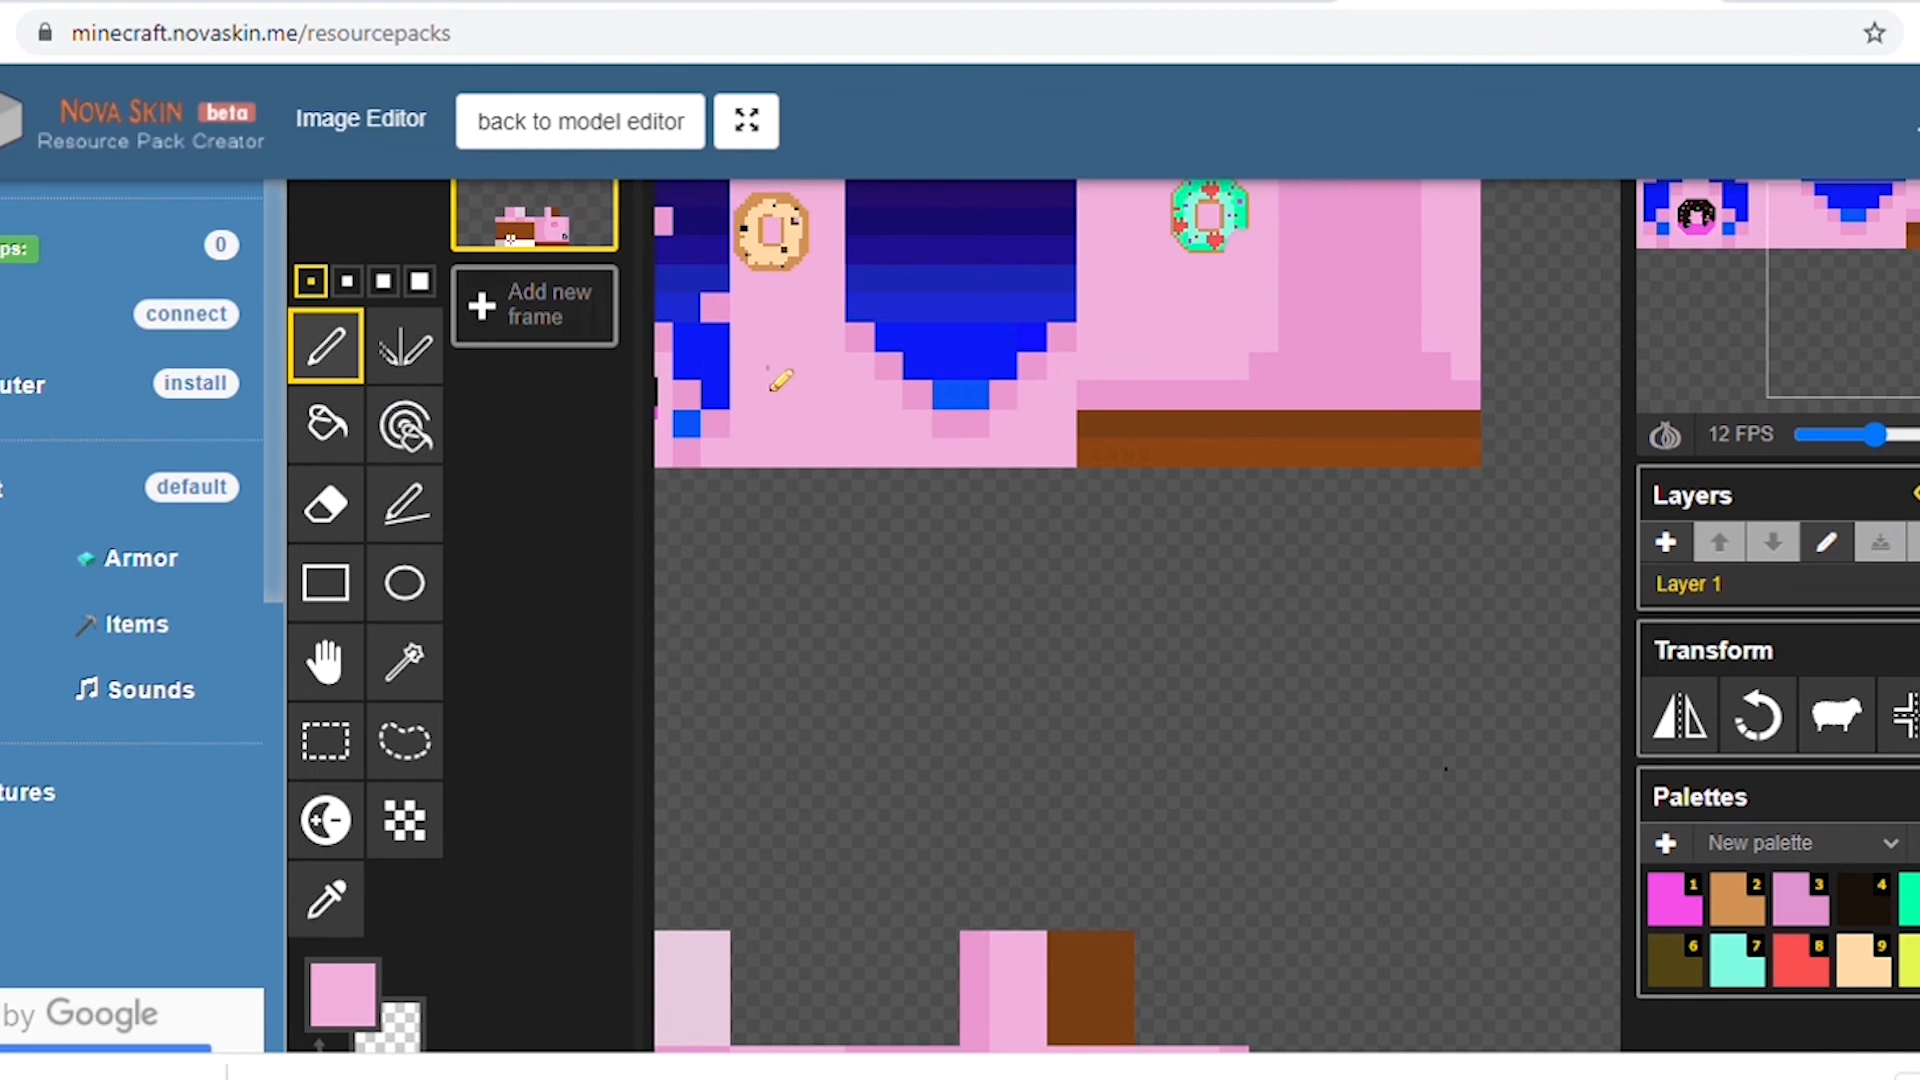 minecraft.novaskin.me/resourcepacks
NOVA SKIN beta
Resource Pack Creator
Image Editor
back to model editor
ps:
0
connect
uter
install
t
default
Armor
Items
Sounds
tures
by Google
Add new
frame
12 FPS
Layers
Layer 1
Transform
Palettes
New palette
1
2
3
4
6
7
8
9